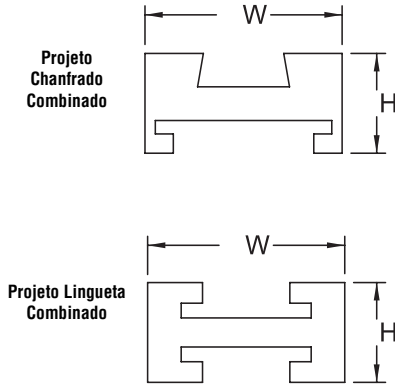 W
Projeto
Chanfrado
Combinado
H
W
Projeto Lingueta
Combinado
H